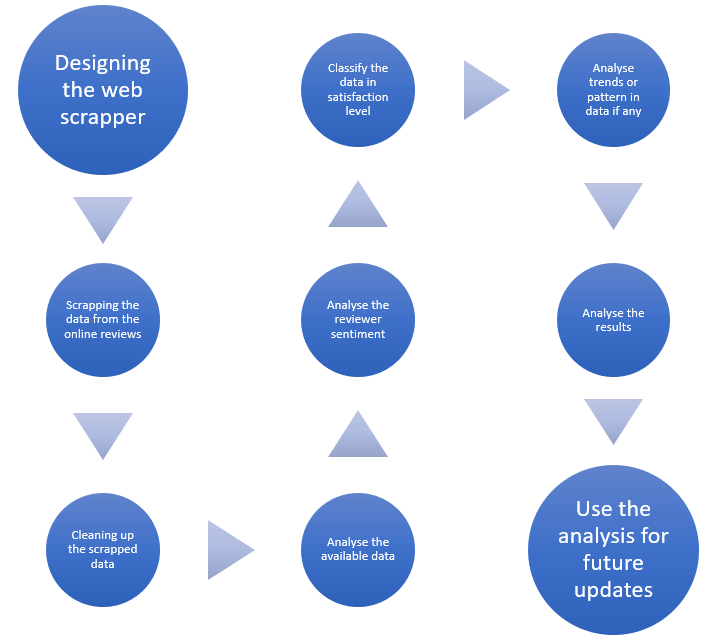 Designing
the web
scrapper
Scrapping the
data from the
online reviews
Cleaning up
the scrapped
data
Analyse the
available data
Analyse the
reviewer
sentiment
Classify the
data in
satisfaction
level
Analyse
trends or
pattern in
data if any
Analyse the
results
Use the
analysis for
future
updates